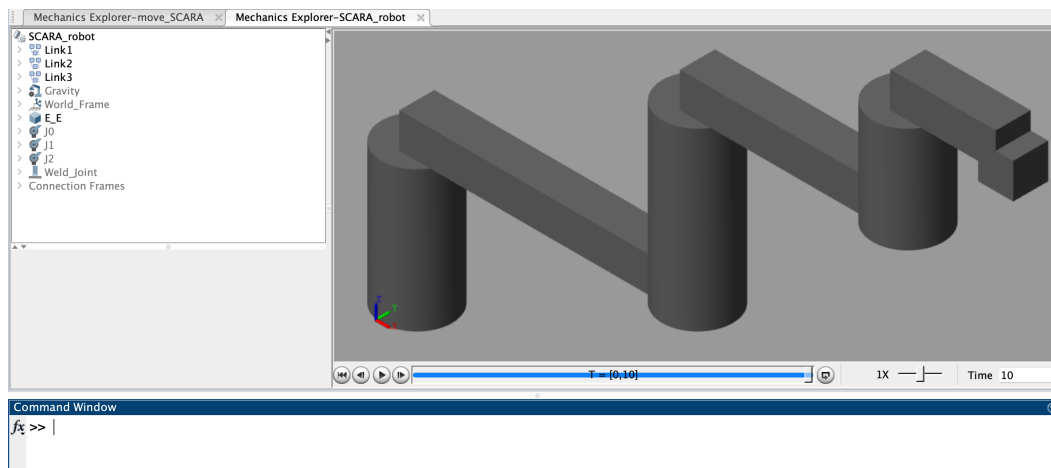 Mechanics Explorer-move_SCARA Mechanics Explorer-SCARA_robot
SCARA_robot
Link1
Link2
Link3
Gravity
World_Frame
E_E
J0
J1
J2
Weld_Joint
Connection Frames
Z
Y
X
T = [0,10]
1X
Time 10
Command Window
fx >>